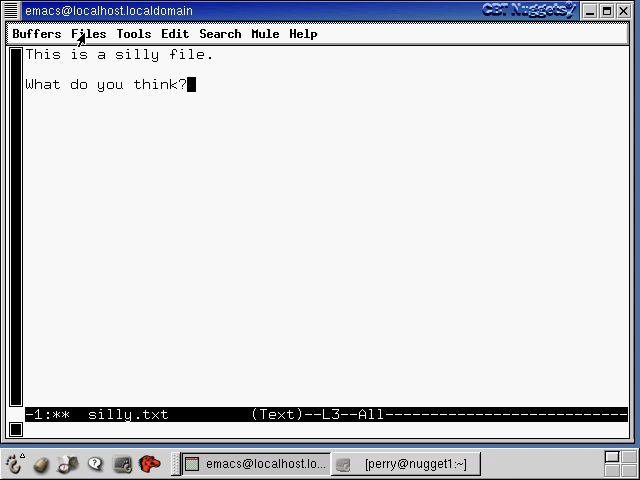 emacs@localhost.localdomain
CBT Nuggets
Buffers Files Tools Edit Search Mule Help
This is a silly file.
What do you think?
-1:** silly.txt (Text)--L3--All-------------------------------
emacs@localhost.lo...
[perry@nugget1:~]